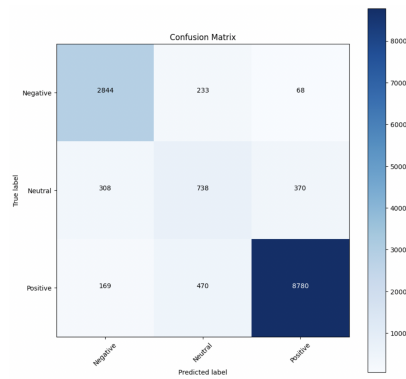 Confusion Matrix
Negative
2844
233
68
Neutral
308
738
370
Positive
169
470
8780
True label
Negative
Neutral
Positive
Predicted label
8000
7000
6000
5000
4000
3000
2000
1000